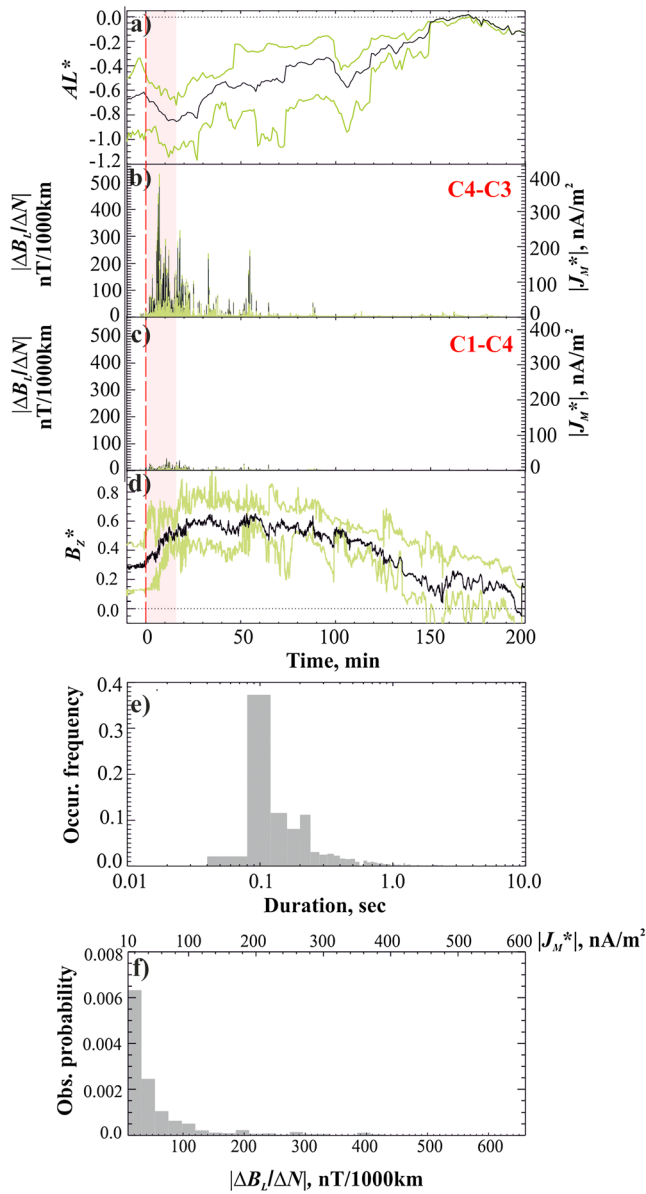 a)
0.0
-0.2
-0.4
-0.6
-0.8
-1.0
-1.2
AL*
b)
C4-C3
500
400
300
200
100
0
|ΔB_L/ΔN|
nT/1000km
400
300
200
100
0
|J_M*|, nA/m²
c)
C1-C4
500
400
300
200
100
0
|ΔB_L/ΔN|
nT/1000km
400
300
200
100
0
|J_M*|, nA/m²
d)
0.8
0.6
0.4
0.2
0.0
B_Z*
0 50 100 150 200
Time, min
e)
0.4
0.3
0.2
0.1
0.0
Occur. frequency
0.01 0.1 1.0 10.0
Duration, sec
10 100 200 300 400 500 600 |J_M*|, nA/m²
f)
0.008
0.006
0.004
0.002
0.0
Obs. probability
100 200 300 400 500 600
|ΔB_L/ΔN|, nT/1000km